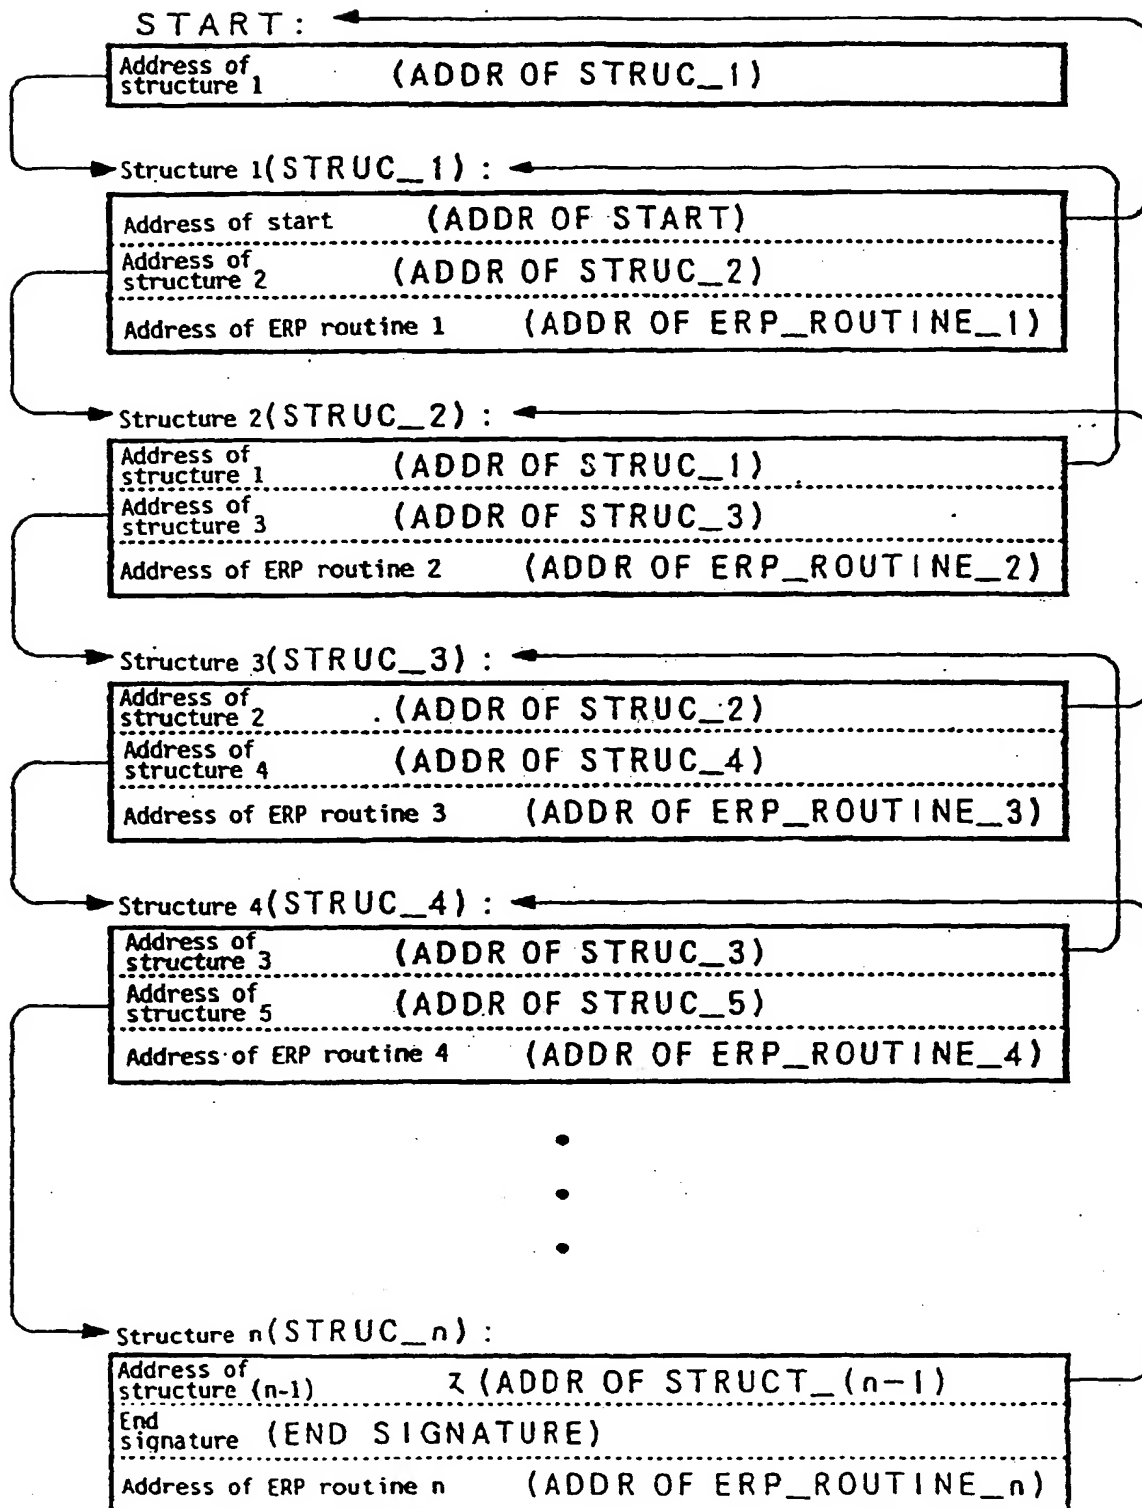 START:
Address of
structure 1 (ADDR OF STRUC_1)
Structure 1(STRUC_1) :
Address of start (ADDR OF START)
Address of
structure 2 (ADDR OF STRUC_2)
Address of ERP routine 1 (ADDR OF ERP_ROUTINE_1)
Structure 2(STRUC_2) :
Address of
structure 1 (ADDR OF STRUC_1)
Address of
structure 3 (ADDR OF STRUC_3)
Address of ERP routine 2 (ADDR OF ERP_ROUTINE_2)
Structure 3(STRUC_3) :
Address of
structure 2 (ADDR OF STRUC_2)
Address of
structure 4 (ADDR OF STRUC_4)
Address of ERP routine 3 (ADDR OF ERP_ROUTINE_3)
Structure 4(STRUC_4) :
Address of
structure 3 (ADDR OF STRUC_3)
Address of
structure 5 (ADDR OF STRUC_5)
Address of ERP routine 4 (ADDR OF ERP_ROUTINE_4)
Structure n(STRUC_n) :
Address of
structure (n-1) (ADDR OF STRUCT_(n-1)
End
signature (END SIGNATURE)
Address of ERP routine n (ADDR OF ERP_ROUTINE_n)